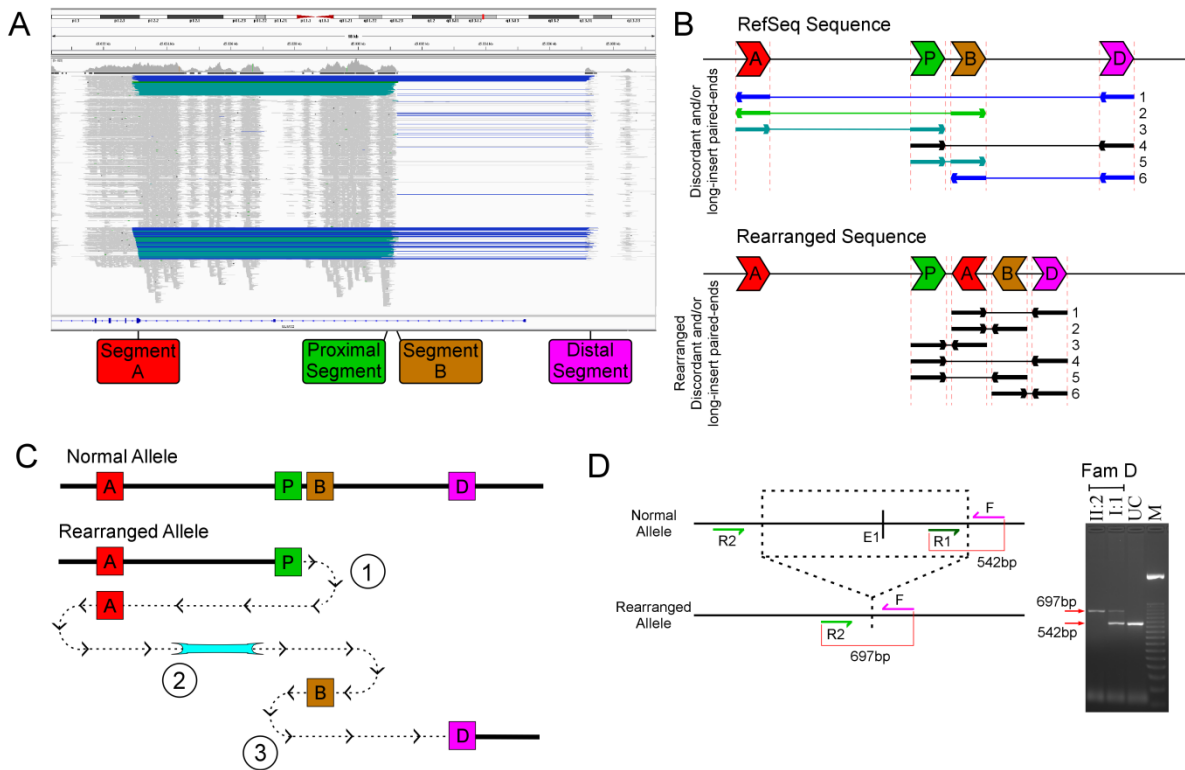 A
Segment
A
Proximal
Segment
Segment
B
Distal
Segment
B
RefSeq Sequence
A
P
B
D
Discordant and/or
long-insert paired-ends
1
2
3
4
5
6
Rearranged Sequence
A
P
A
B
D
Rearranged
Discordant and/or
long-insert paired-ends
1
2
3
4
5
6
C
Normal Allele
A
P
B
D
Rearranged Allele
A
P
1
A
2
B
3
D
D
Normal
Allele
R2
E1
R1
F
542bp
Rearranged
Allele
R2
F
697bp
Fam D
II:2
I:1
UC
M
697bp
542bp